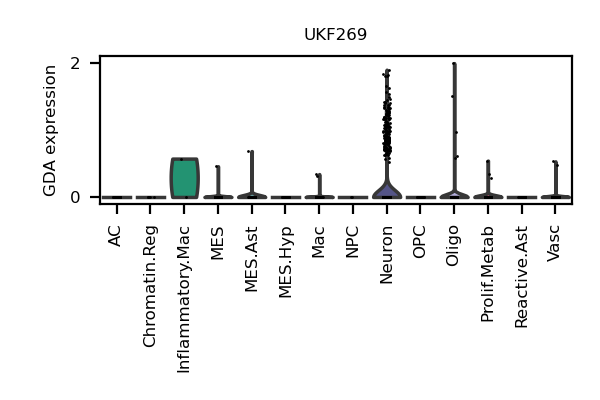 UKF269
GDA expression
2
0
AC
Chromatin.Reg
Inflammatory.Mac
MES
MES.Ast
MES.Hyp
Mac
NPC
Neuron
OPC
Oligo
Prolif.Metab
Reactive.Ast
Vasc